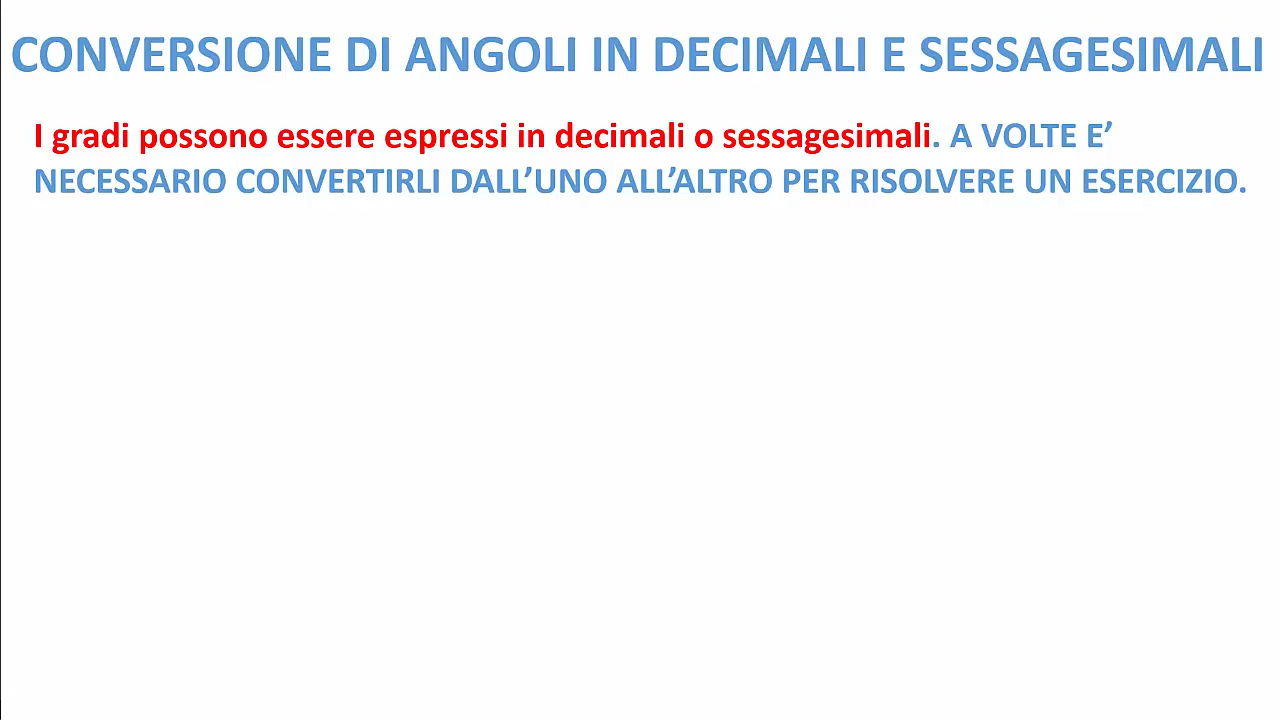 CONVERSIONE DI ANGOLI IN DECIMALI E SESSAGESIMALI
I gradi possono essere espressi in decimali o sessagesimali. A VOLTE E’
NECESSARIO CONVERTIRLI DALL’UNO ALL’ALTRO PER RISOLVERE UN ESERCIZIO.